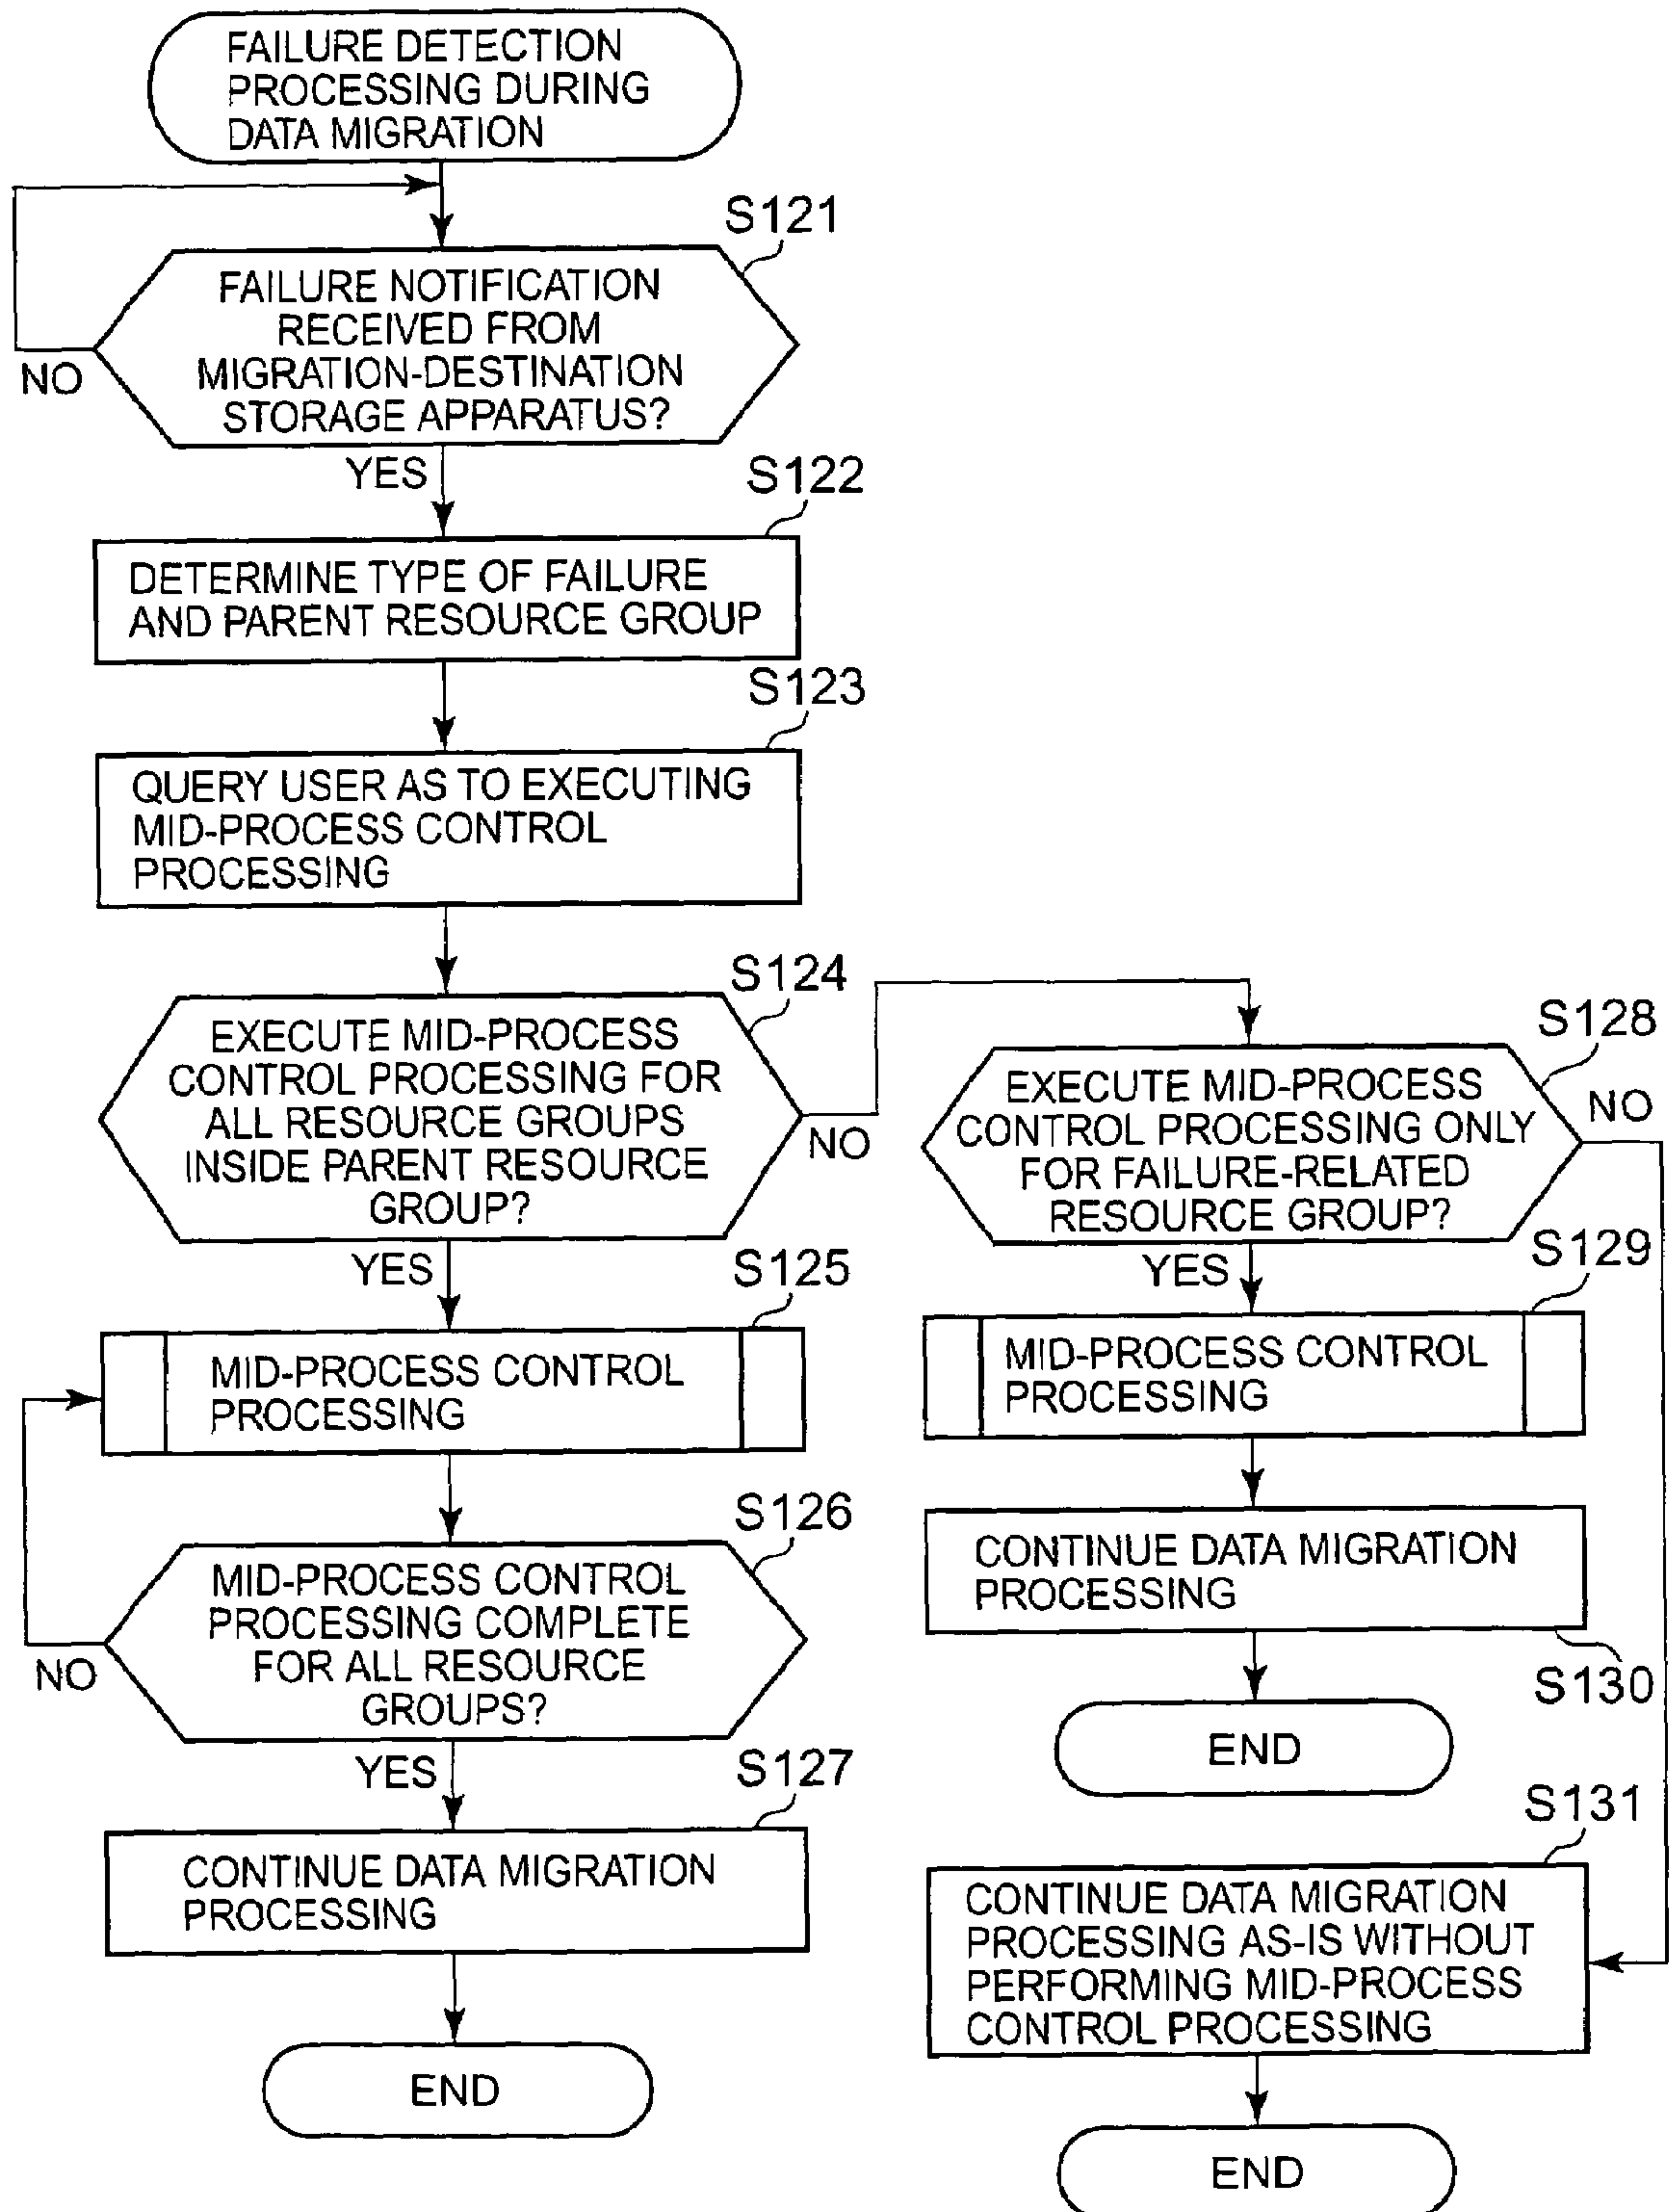 FAILURE DETECTION
PROCESSING DURING
DATA MIGRATION
S121
FAILURE NOTIFICATION
RECEIVED FROM
MIGRATION-DESTINATION
STORAGE APPARATUS?
NO
YES
S122
DETERMINE TYPE OF FAILURE
AND PARENT RESOURCE GROUP
S123
QUERY USER AS TO EXECUTING
MID-PROCESS CONTROL
PROCESSING
S124
EXECUTE MID-PROCESS
CONTROL PROCESSING FOR
ALL RESOURCE GROUPS
INSIDE PARENT RESOURCE
GROUP?
NO
YES
S125
MID-PROCESS CONTROL
PROCESSING
S126
MID-PROCESS CONTROL
PROCESSING COMPLETE
FOR ALL RESOURCE
GROUPS?
NO
YES
S127
CONTINUE DATA MIGRATION
PROCESSING
END
S128
EXECUTE MID-PROCESS
CONTROL PROCESSING ONLY
FOR FAILURE-RELATED
RESOURCE GROUP?
NO
YES
S129
MID-PROCESS CONTROL
PROCESSING
CONTINUE DATA MIGRATION
PROCESSING
S130
END
S131
CONTINUE DATA MIGRATION
PROCESSING AS-IS WITHOUT
PERFORMING MID-PROCESS
CONTROL PROCESSING
END